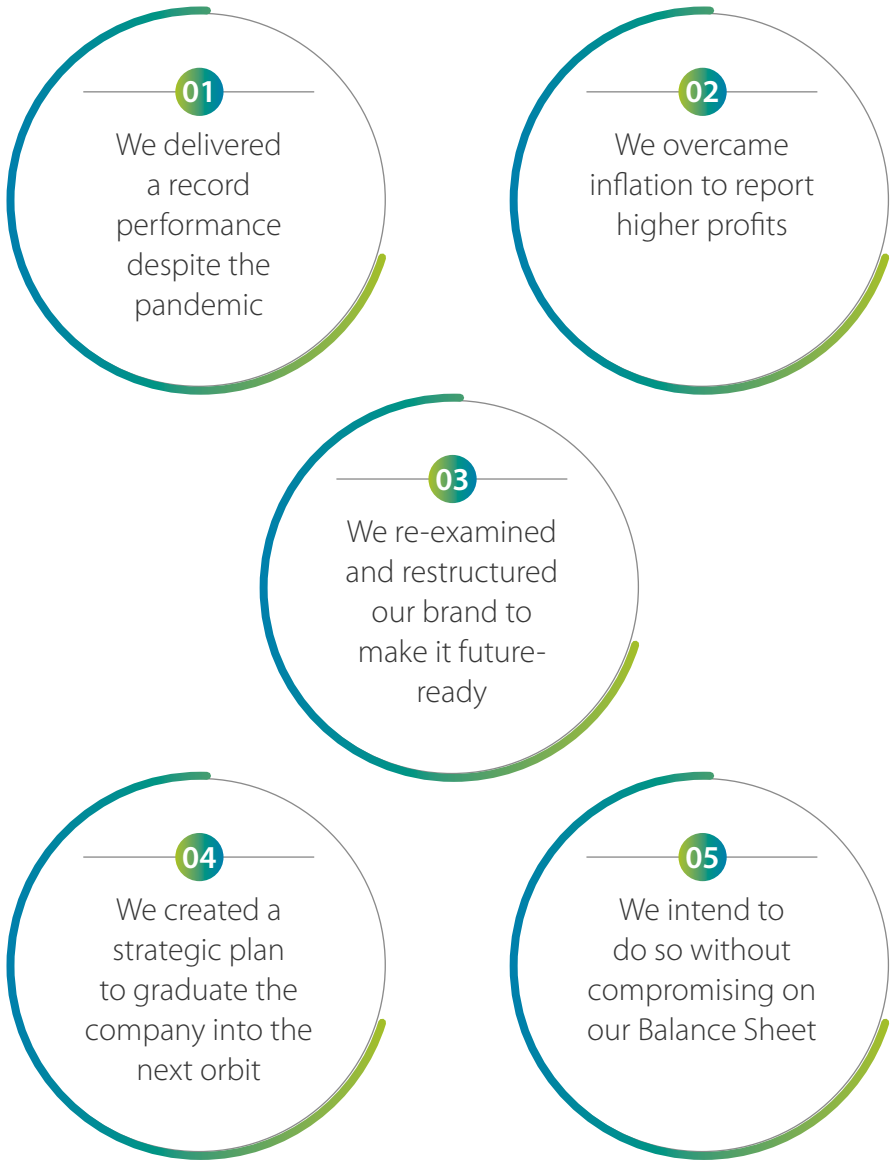 01
We delivered
a record
performance
despite the
pandemic
02
We overcame
inflation to report
higher profits
03
We re-examined
and restructured
our brand to
make it future-
ready
04
We created a
strategic plan
to graduate the
company into the
next orbit
05
We intend to
do so without
compromising on
our Balance Sheet